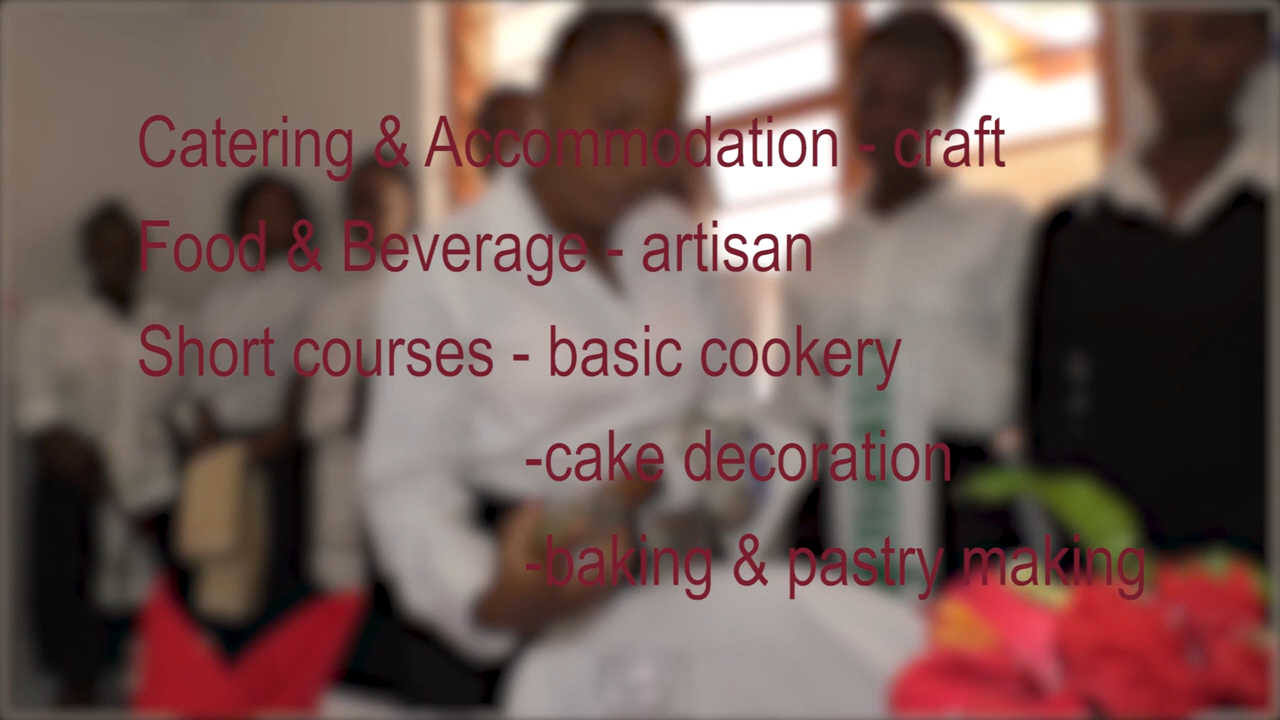 Catering & Accommodation - craft
Food & Beverage - artisan
Short courses - basic cookery
-cake decoration
-baking & pastry making